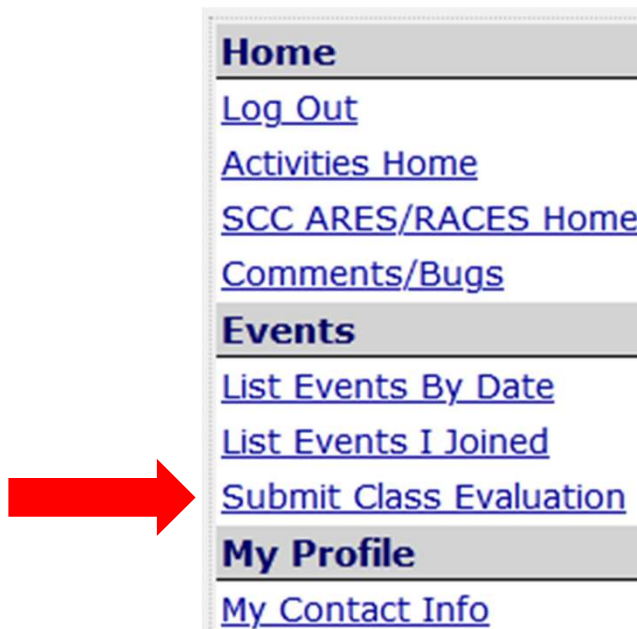 Home
Log Out
Activities Home
SCC ARES/RACES Home
Comments/Bugs
Events
List Events By Date
List Events I Joined
Submit Class Evaluation
My Profile
My Contact Info